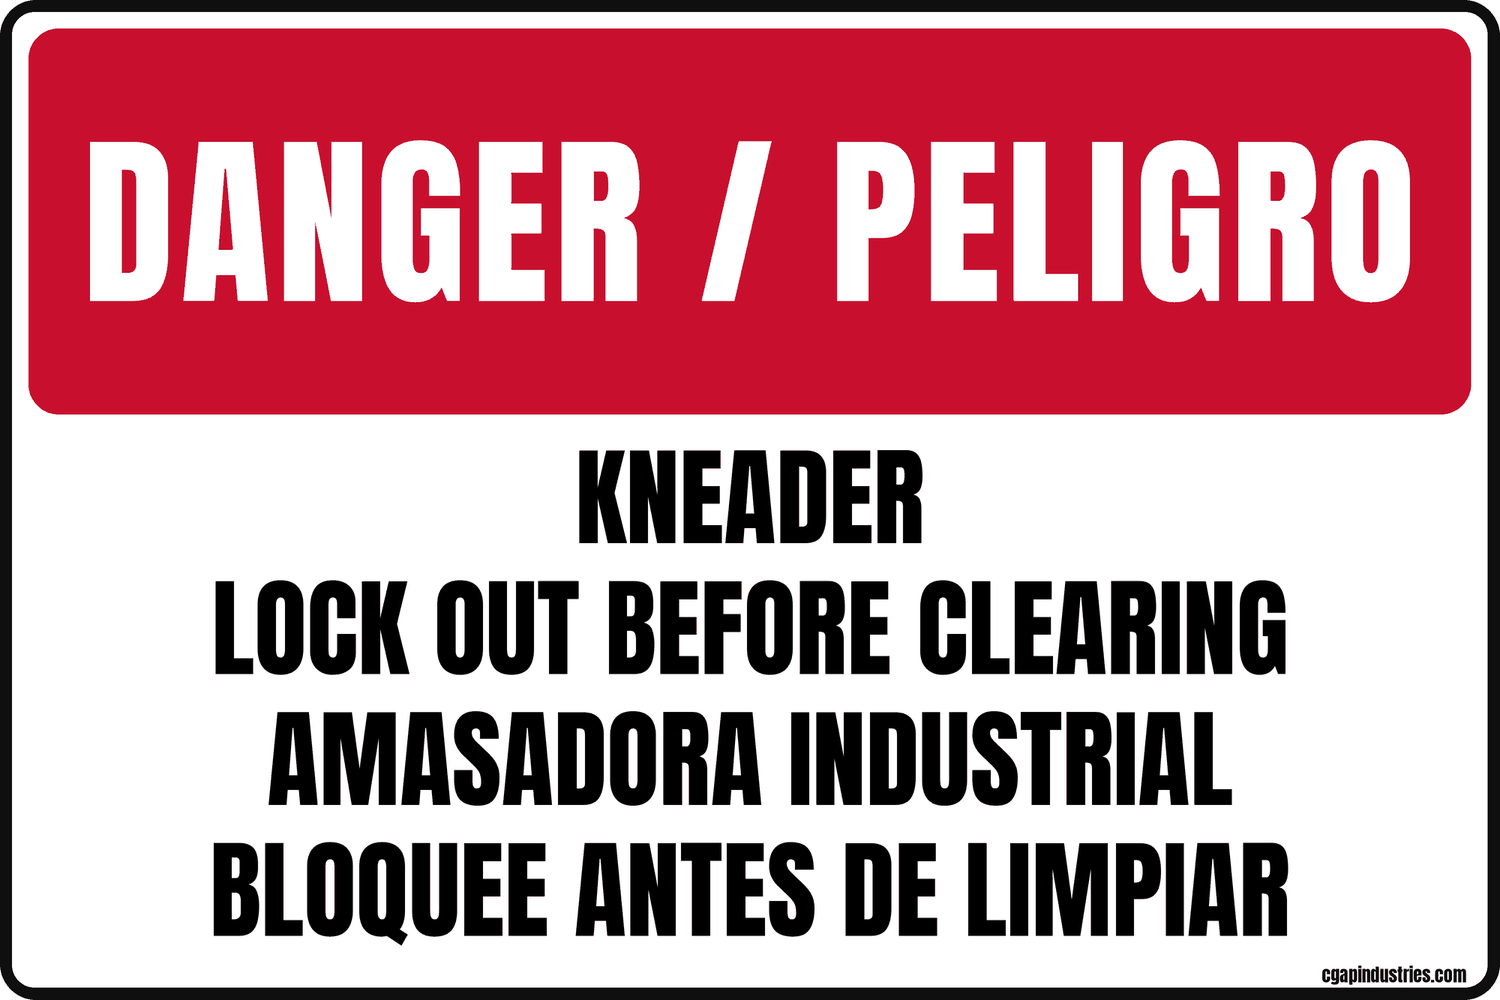 DANGER / PELIGRO
KNEADER
LOCK OUT BEFORE CLEARING
AMASADORA INDUSTRIAL
BLOQUEE ANTES DE LIMPIAR
cgapindustries.com